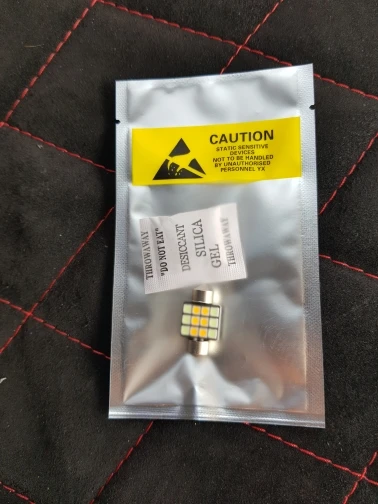 CAUTION
STATIC SENSITIVE
DEVICES
NOT TO BE HANDLED
BY UNAUTHORISED
PERSONNEL YX
THROWAWAY
"DO NOT EAT"
DESICCANT
SILICA
GEL
THROWAWAY